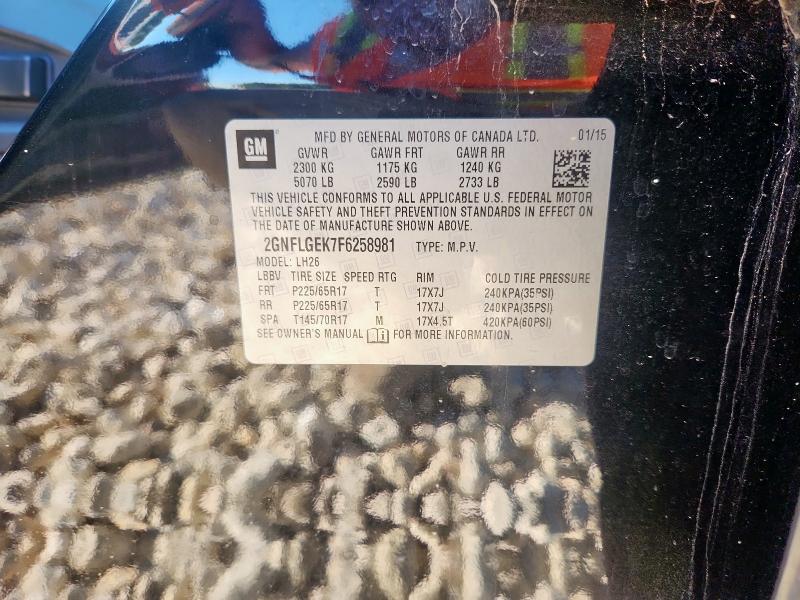 GM MFD BY GENERAL MOTORS OF CANADA LTD. 01/15
GVWR GAWR FRT GAWR RR
2300 KG 1175 KG 1240 KG
5070 LB 2590 LB 2733 LB
THIS VEHICLE CONFORMS TO ALL APPLICABLE U.S. FEDERAL MOTOR
VEHICLE SAFETY AND THEFT PREVENTION STANDARDS IN EFFECT ON
THE DATE OF MANUFACTURE SHOWN ABOVE.
2GNFLGEK7F6258981 TYPE: M.P.V.
MODEL: LH26
LBBV TIRE SIZE SPEED RTG RIM COLD TIRE PRESSURE
FRT P225/65R17 T 17X7J 240KPA(35PSI)
RR P225/65R17 T 17X7J 240KPA(35PSI)
SPA T145/70R17 M 17X4.5T 420KPA(60PSI)
SEE OWNER'S MANUAL FOR MORE INFORMATION.